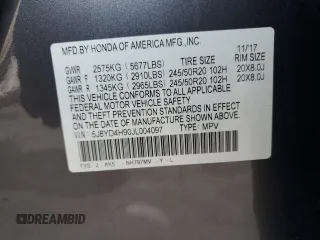 MFD. BY HONDA OF AMERICA MFG., INC.
11/17
GVWR 2575KG (5677LBS) TIRE SIZE RIM SIZE
GAWR F 1320KG (2910LBS) 245/50R20 102H 20X8.0J
GAWR R 1345KG (2965LBS) 245/50R20 102H 20X8.0J
THIS VEHICLE CONFORMS TO ALL APPLICABLE
FEDERAL MOTOR VEHICLE SAFETY
AND THEFT PREVENTION STANDARDS IN EFFECT ON
THE DATE OF MANUFACTURE SHOWN ABOVE.
V.I.N.: 5J8YD4H90JL004097 TYPE: MPV
NH797MV Y L
DREAMBID